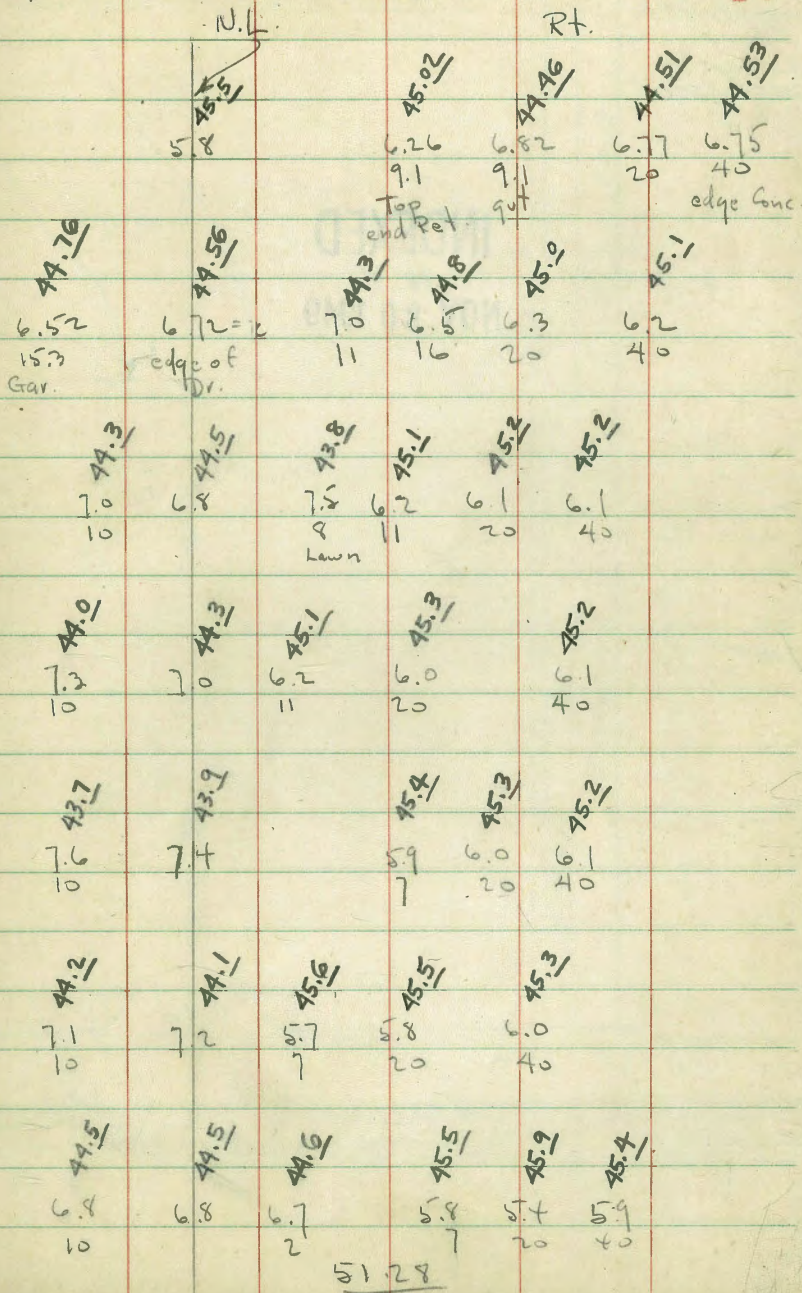 N.L Rt.
45.5 45.02 44.46 44.51 44.53
5.8 6.26 6.82 6.77 6.75
9.1 9.1 20 40
Top gut edge Conc.
end Ret.
44.76 44.56 44.3 44.8 45.0 45.1
6.52 6.72 = 7.0 6.5 6.3 6.2
15.3 edge of 11 16 20 40
Gar. Dr.
44.3 44.5 43.8 45.1 45.2 45.2
7.0 6.8 7.5 6.2 6.1 6.1
10 8 11 20 40
Lawn
44.0 44.3 45.1 45.3 45.2
7.3 7.0 6.2 6.0 6.1
10 11 20 40
43.7 43.9 45.4 45.3 45.2
7.6 7.4 5.9 6.0 6.1
10 7 20 40
44.2 44.1 45.6 45.5 45.3
7.1 7.2 5.7 5.8 6.0
10 7 20 40
44.5 44.5 44.6 45.5 45.9 45.4
6.8 6.8 6.7 5.8 5.4 5.9
10 2 7 20 40
51.28